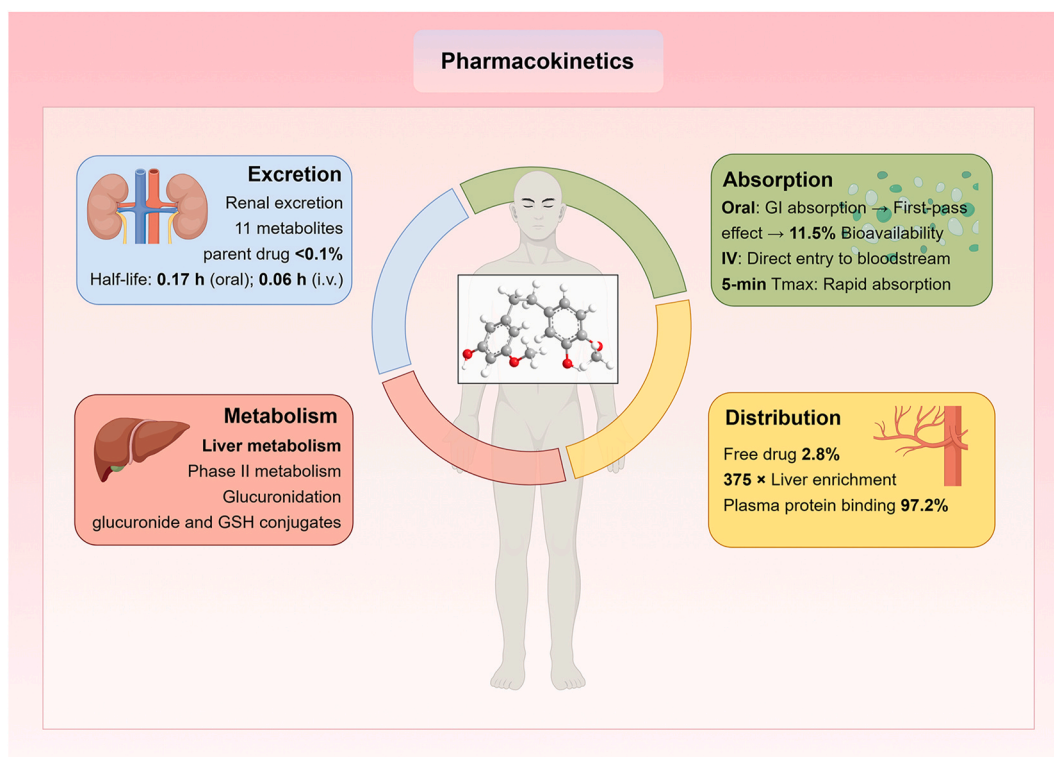 Pharmacokinetics
Excretion
Renal excretion
11 metabolites
parent drug <0.1%
Half-life: 0.17 h (oral); 0.06 h (i.v.)
Absorption
Oral: GI absorption → First-pass
effect → 11.5% Bioavailability
IV: Direct entry to bloodstream
5-min Tmax: Rapid absorption
Metabolism
Liver metabolism
Phase II metabolism
Glucuronidation
glucuronide and GSH conjugates
Distribution
Free drug 2.8%
375 × Liver enrichment
Plasma protein binding 97.2%